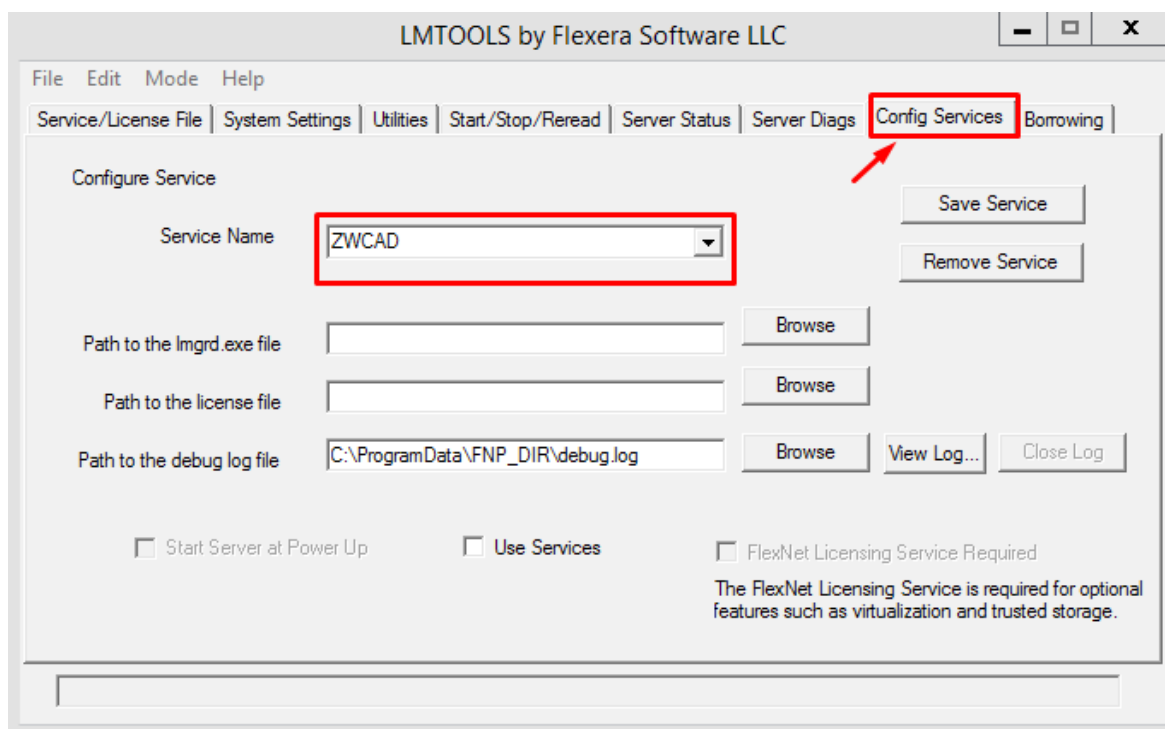 LMTOOLS by Flexera Software LLC
File Edit Mode Help
Service/License File System Settings Utilities Start/Stop/Reread Server Status Server Diags Config Services Borrowing
Configure Service
Save Service
Service Name ZWCAD
Remove Service
Path to the lmgrd.exe file Browse
Path to the license file Browse
Path to the debug log file C:\ProgramData\FNP_DIR\debug.log Browse View Log... Close Log
Start Server at Power Up Use Services FlexNet Licensing Service Required
The FlexNet Licensing Service is required for optional
features such as virtualization and trusted storage.